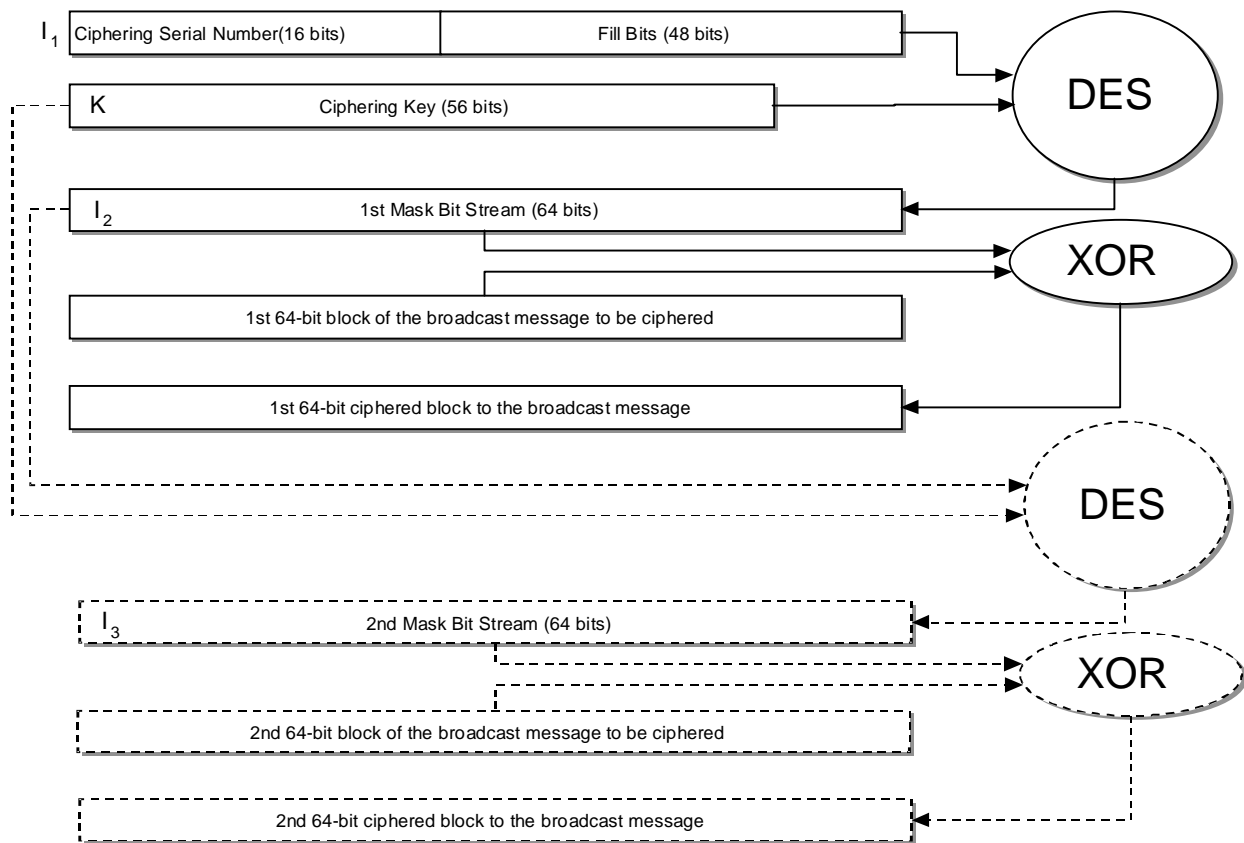 I1 Ciphering Serial Number(16 bits) Fill Bits (48 bits)
DES
K Ciphering Key (56 bits)
I2 1st Mask Bit Stream (64 bits)
XOR
1st 64-bit block of the broadcast message to be ciphered
1st 64-bit ciphered block to the broadcast message
DES
I3 2nd Mask Bit Stream (64 bits)
XOR
2nd 64-bit block of the broadcast message to be ciphered
2nd 64-bit ciphered block to the broadcast message